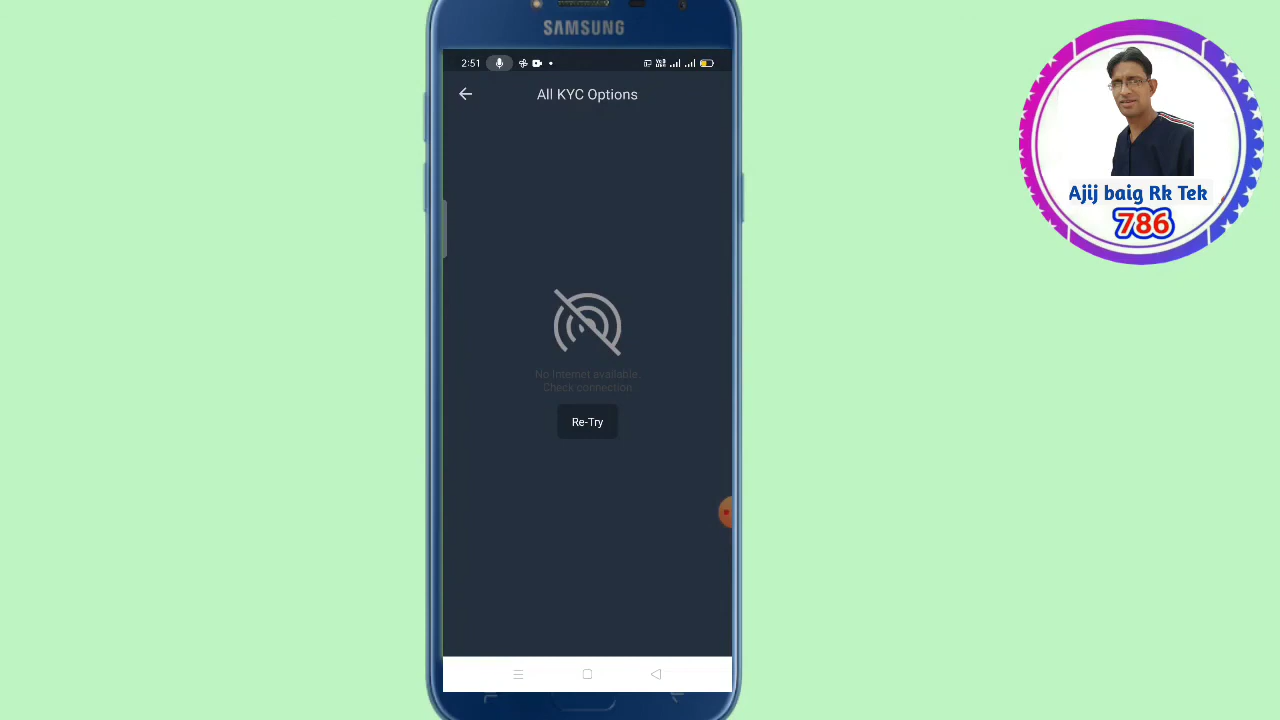 SAMSUNG
2:51
All KYC Options
No Internet available.
Check connection.
Re-Try
Ajij baig Rk Tek
786